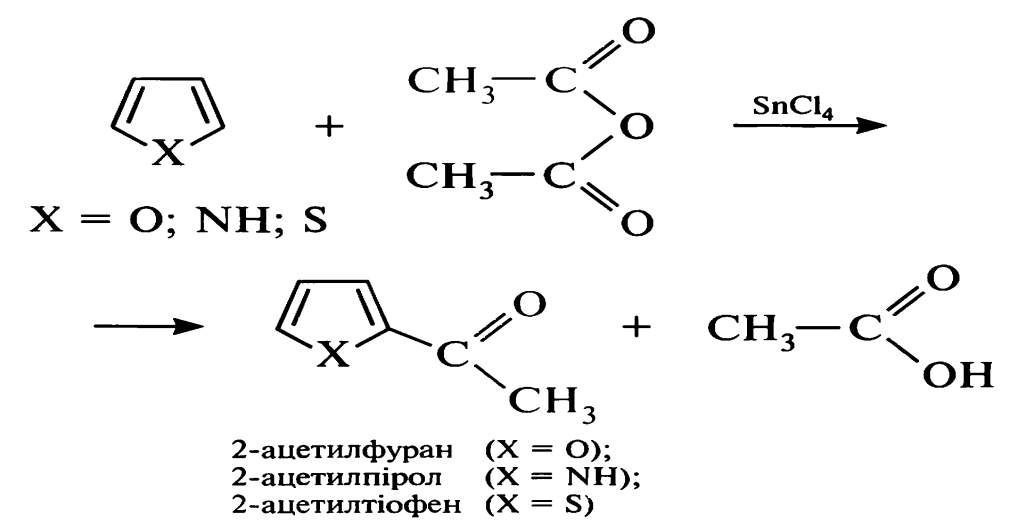 CH₃ C O
X + O SnCl₄
CH₃ C O
X = O; NH; S
X C O CH₃ + CH₃ C O OH
2-ацетилфуран (X = O);
2-ацетилпірол (X = NH);
2-ацетилтіофен (X = S)